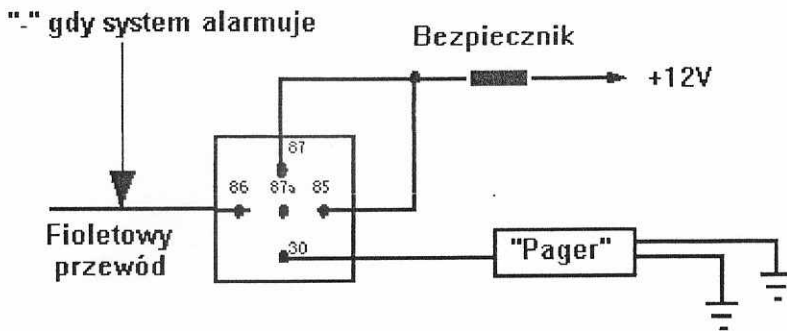 "-" gdy system alarmuje
Bezpiecznik
+12V
87
86
87a
85
Fioletowy
przewód
30
"Pager"